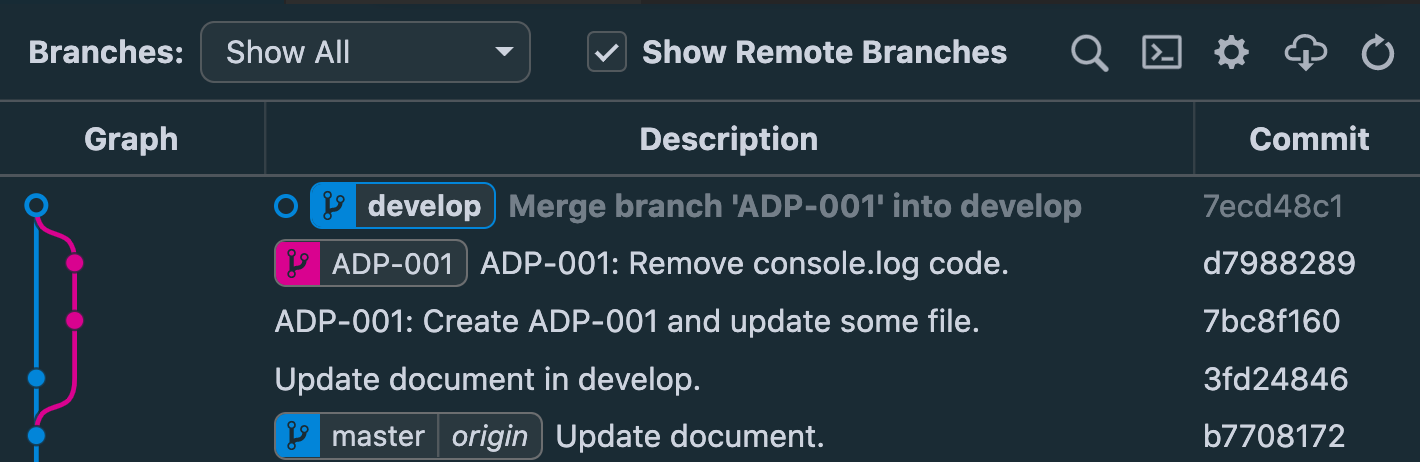 Branches: Show All Show Remote Branches
Graph Description Commit
develop Merge branch 'ADP-001' into develop 7ecd48c1
ADP-001 ADP-001: Remove console.log code. d7988289
ADP-001: Create ADP-001 and update some file. 7bc8f160
Update document in develop. 3fd24846
master origin Update document. b7708172